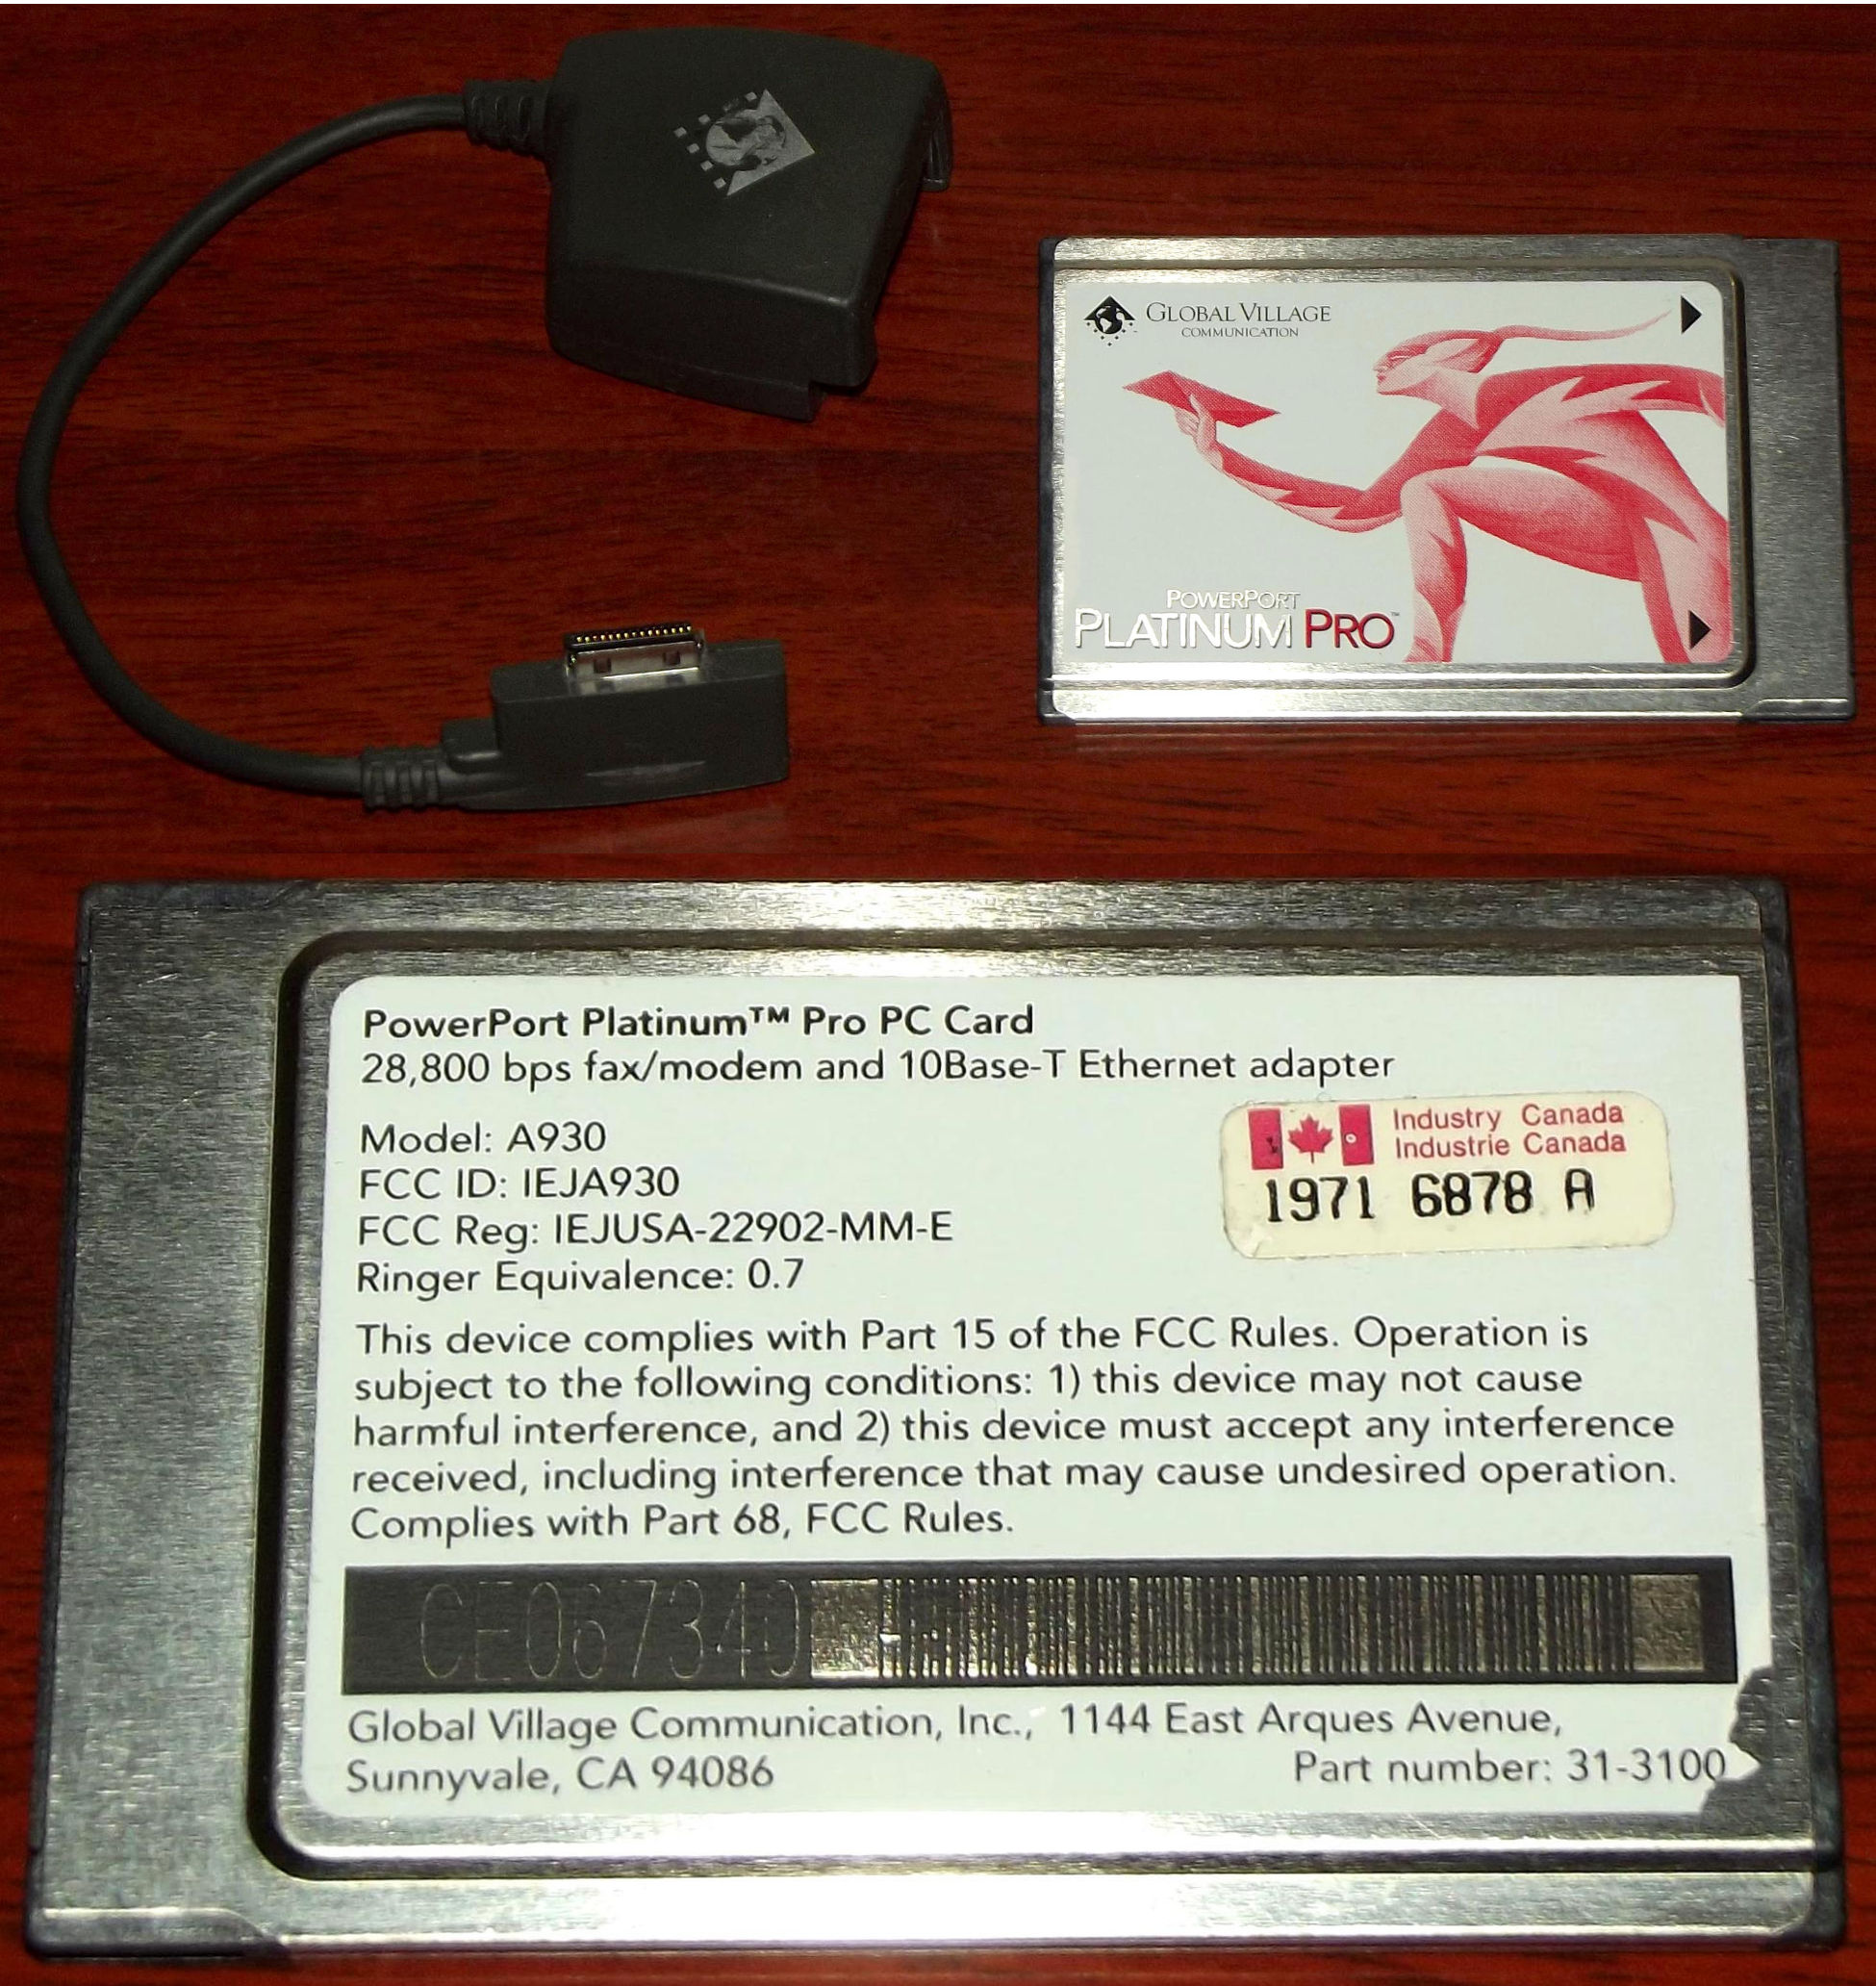 GLOBAL VILLAGE
COMMUNICATION
POWERPORT
PLATINUM PRO™
PowerPort Platinum™ Pro PC Card
28,800 bps fax/modem and 10Base-T Ethernet adapter
Model: A930
FCC ID: IEJA930
FCC Reg: IEJUSA-22902-MM-E
Ringer Equivalence: 0.7
Industry Canada
Industrie Canada
1971 6878 A
This device complies with Part 15 of the FCC Rules. Operation is
subject to the following conditions: 1) this device may not cause
harmful interference, and 2) this device must accept any interference
received, including interference that may cause undesired operation.
Complies with Part 68, FCC Rules.
CE067340
Global Village Communication, Inc., 1144 East Arques Avenue,
Sunnyvale, CA 94086
Part number: 31-3100